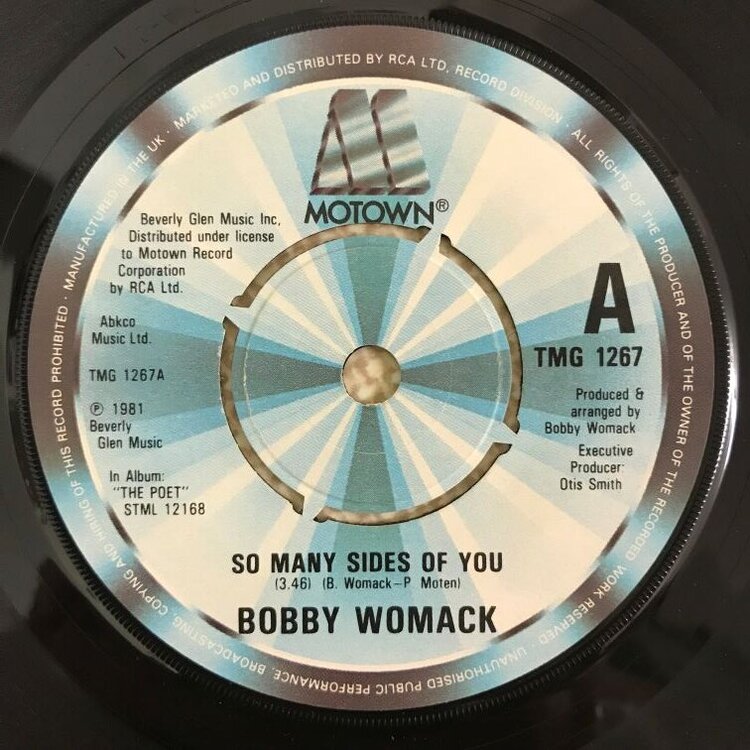 MANUFACTURED IN THE UK · MARKETED AND DISTRIBUTED BY RCA LTD. RECORD DIVISION · ALL RIGHTS OF THE PRODUCER AND OF THE OWNER OF THE RECORDED WORK RESERVED · UNAUTHORISED PUBLIC PERFORMANCE, BROADCASTING, COPYING AND HIRING OF THIS RECORD PROHIBITED ·
MOTOWN®
Beverly Glen Music Inc,
Distributed under license
to Motown Record
Corporation
by RCA Ltd.
Abkco
Music Ltd.
TMG 1267A
℗ 1981
Beverly
Glen Music
In Album:
"THE POET"
STML 12168
A
TMG 1267
Produced &
arranged by
Bobby Womack
Executive
Producer:
Otis Smith
SO MANY SIDES OF YOU
(3.46) (B. Womack–P Moten)
BOBBY WOMACK